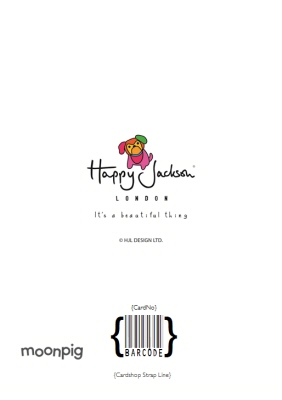 Happy Jackson
LONDON
It's a beautiful thing
© HJL DESIGN LTD.
{CardNo}
{BARCODE}
moonpig
{Cardshop Strap Line}